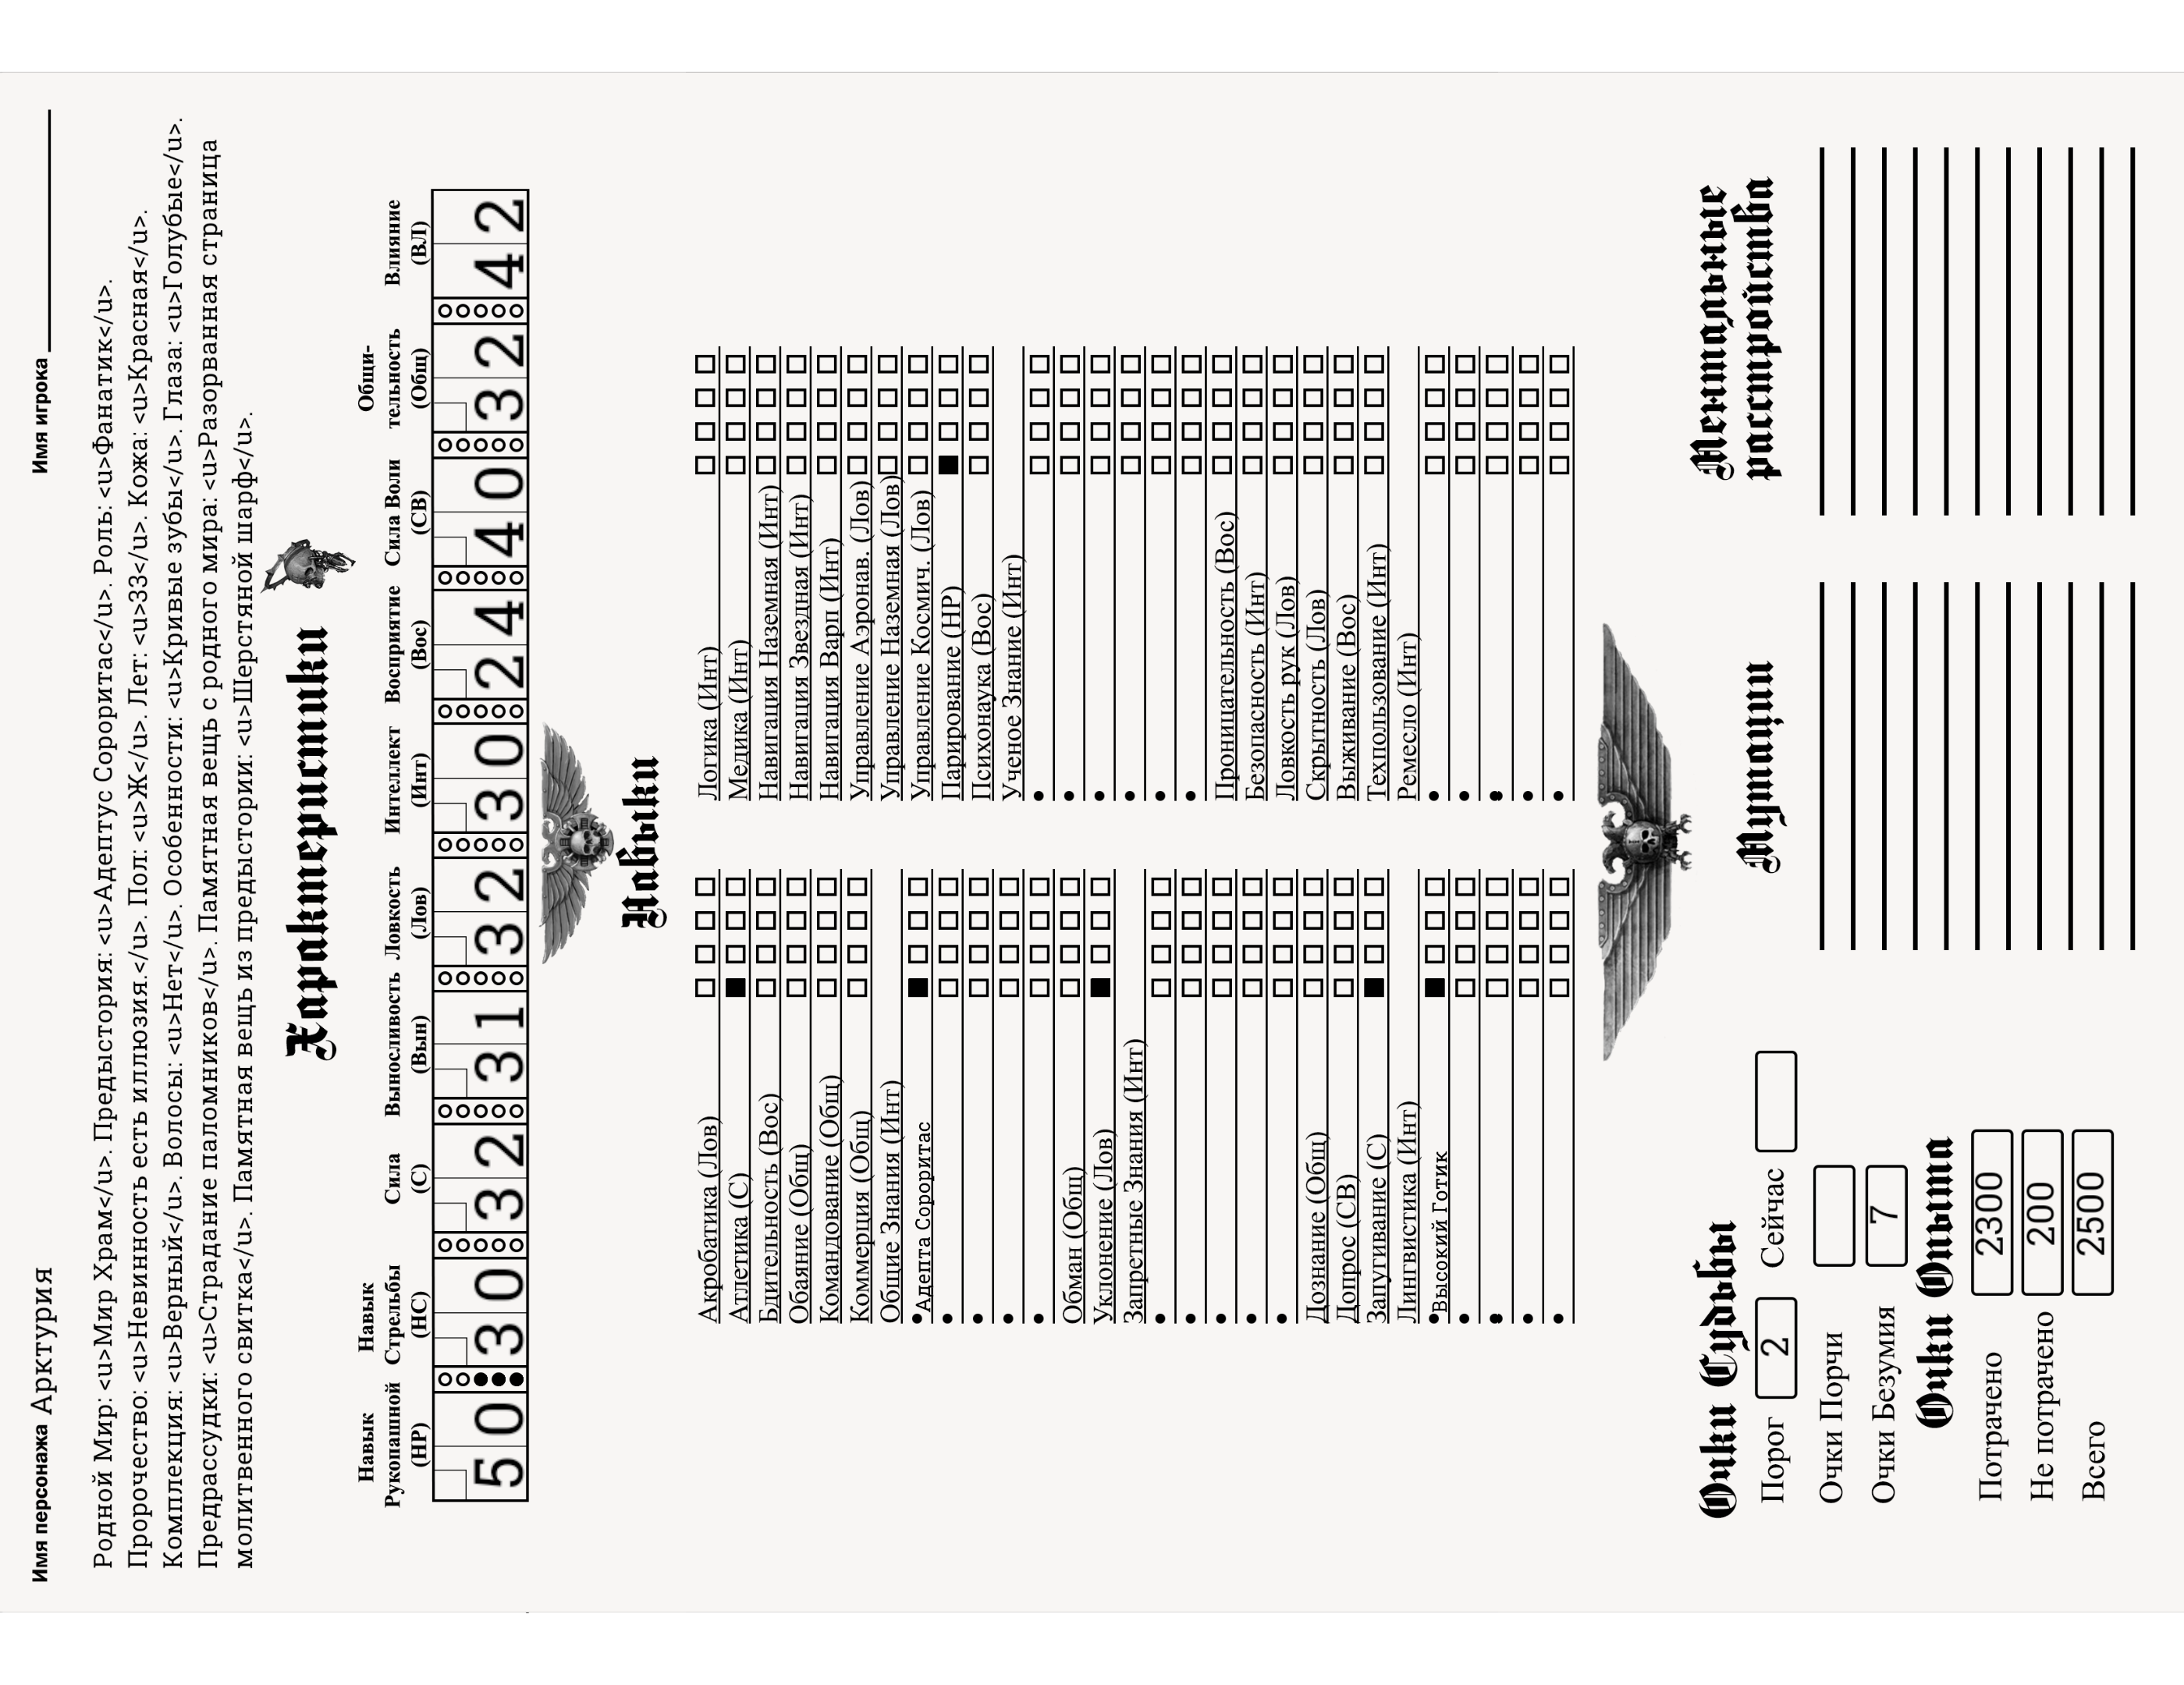 Имя персонажа Арктурия Имя игрока
Родной Мир: <u>Мир Храм</u>. Предыстория: <u>Адептус Сороритас</u>. Роль: <u>Фанатик</u>.
Пророчество: <u>Невинность есть иллюзия.</u>. Пол: <u>Ж</u>. Лет: <u>33</u>. Кожа: <u>Красная</u>.
Комплекция: <u>Верный</u>. Волосы: <u>Нет</u>. Особенности: <u>Кривые зубы</u>. Глаза: <u>Голубые</u>.
Предрассудки: <u>Страдание паломников</u>. Памятная вещь с родного мира: <u>Разорванная страница
молитвенного свитка</u>. Памятная вещь из предыстории: <u>Шерстяной шарф</u>.
Характеристики
Навык Рукопашной (НР)
50
Навык Стрельбы (НС)
30
Сила (С)
32
Выносливость (Вын)
31
Ловкость (Лов)
32
Интеллект (Инт)
30
Восприятие (Вос)
24
Сила Воли (СВ)
40
Общи-
тельность (Общ)
32
Влияние (ВЛ)
42
Навыки
Акробатика (Лов)
Атлетика (С)
Бдительность (Вос)
Обаяние (Общ)
Командование (Общ)
Коммерция (Общ)
Общие Знания (Инт)
•Адепта Сороритас
•
•
•
•
Обман (Общ)
Уклонение (Лов)
Запретные Знания (Инт)
•
•
•
•
•
Дознание (Общ)
Допрос (СВ)
Запугивание (С)
Лингвистика (Инт)
•Высокий Готик
•
•
•
•
Логика (Инт)
Медика (Инт)
Навигация Наземная (Инт)
Навигация Звездная (Инт)
Навигация Варп (Инт)
Управление Аэронав. (Лов)
Управление Наземная (Лов)
Управление Космич. (Лов)
Парирование (НР)
Психонаука (Вос)
Ученое Знание (Инт)
•
•
•
•
•
•
Проницательность (Вос)
Безопасность (Инт)
Ловкость рук (Лов)
Скрытность (Лов)
Выживание (Вос)
Техпользование (Инт)
Ремесло (Инт)
•
•
•
•
•
Очки Судьбы
Порог 2 Сейчас
Очки Порчи
Очки Безумия 7
Очки Опыта
Потрачено 2300
Не потрачено 200
Всего 2500
Мутации
Ментальные
расстройства